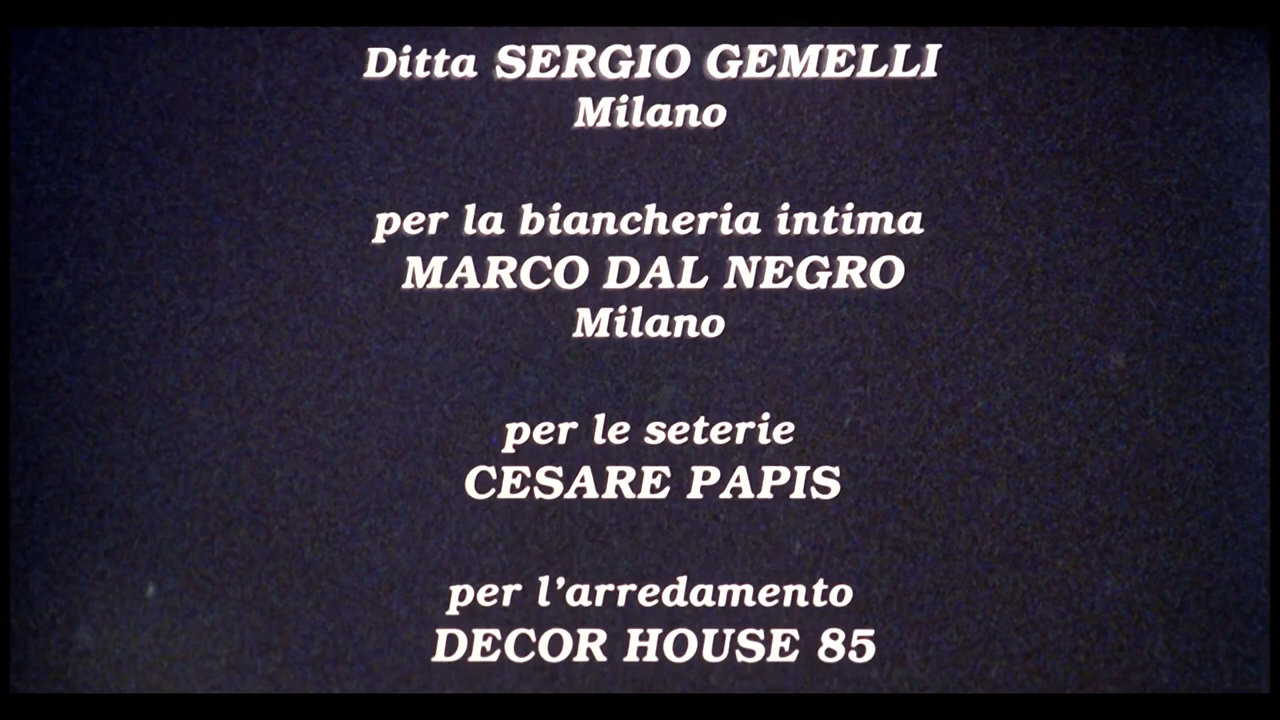 Ditta SERGIO GEMELLI
Milano
per la biancheria intima
MARCO DAL NEGRO
Milano
per le seterie
CESARE PAPIS
per l’arredamento
DECOR HOUSE 85